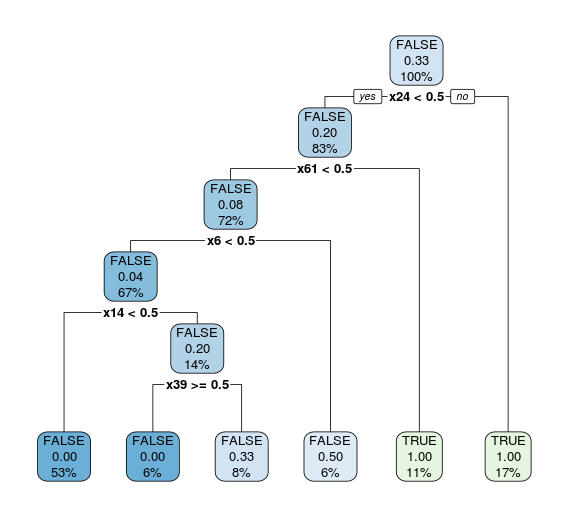 FALSE
0.33
100%
yes x24 < 0.5 no
FALSE
0.20
83%
x61 < 0.5
FALSE
0.08
72%
x6 < 0.5
FALSE
0.04
67%
x14 < 0.5
FALSE
0.20
14%
x39 >= 0.5
FALSE
0.00
53%
FALSE
0.00
6%
FALSE
0.33
8%
FALSE
0.50
6%
TRUE
1.00
11%
TRUE
1.00
17%